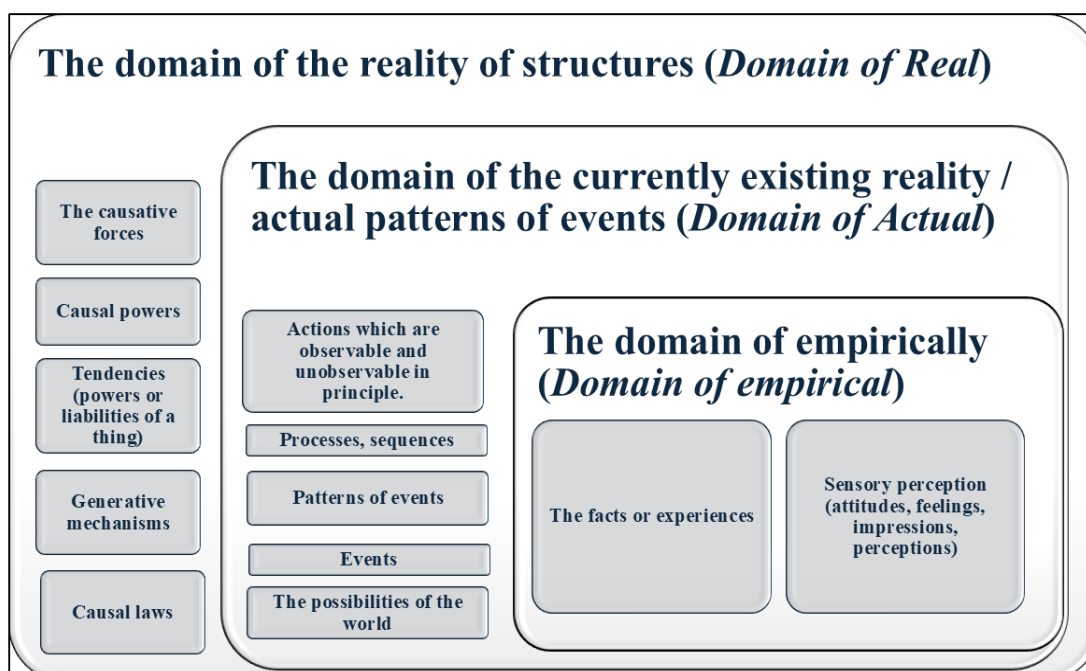 The domain of the reality of structures (Domain of Real)
The causative
forces
Causal powers
Tendencies
(powers or
liabilities of a
thing)
Generative
mechanisms
Causal laws
The domain of the currently existing reality /
actual patterns of events (Domain of Actual)
Actions which are
observable and
unobservable in
principle.
Processes, sequences
Patterns of events
Events
The possibilities of the
world
The domain of empirically
(Domain of empirical)
The facts or experiences
Sensory perception
(attitudes, feelings,
impressions,
perceptions)